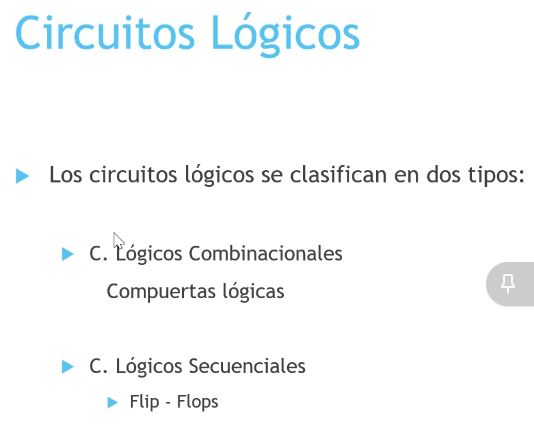 Circuitos Lógicos
Los circuitos lógicos se clasifican en dos tipos:
C. Lógicos Combinacionales
Compuertas lógicas
C. Lógicos Secuenciales
Flip - Flops